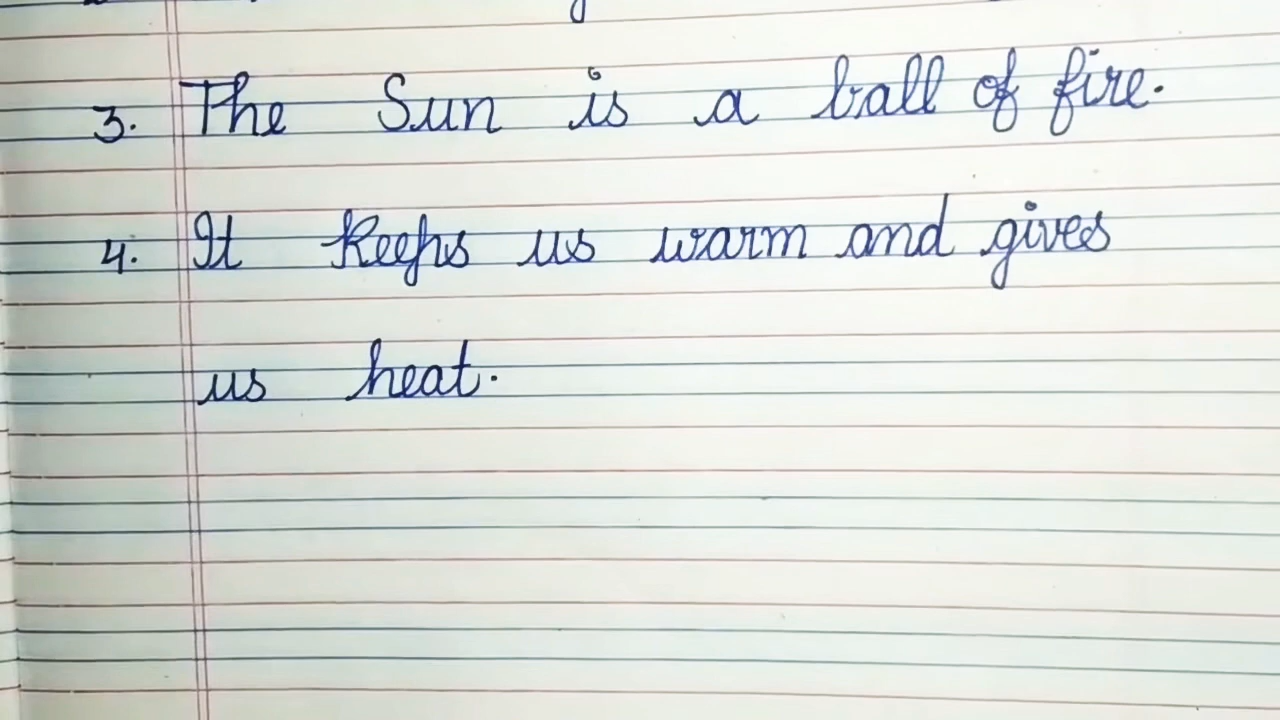 3. The Sun is a ball of fire.
4. It keeps us warm and gives
us heat.